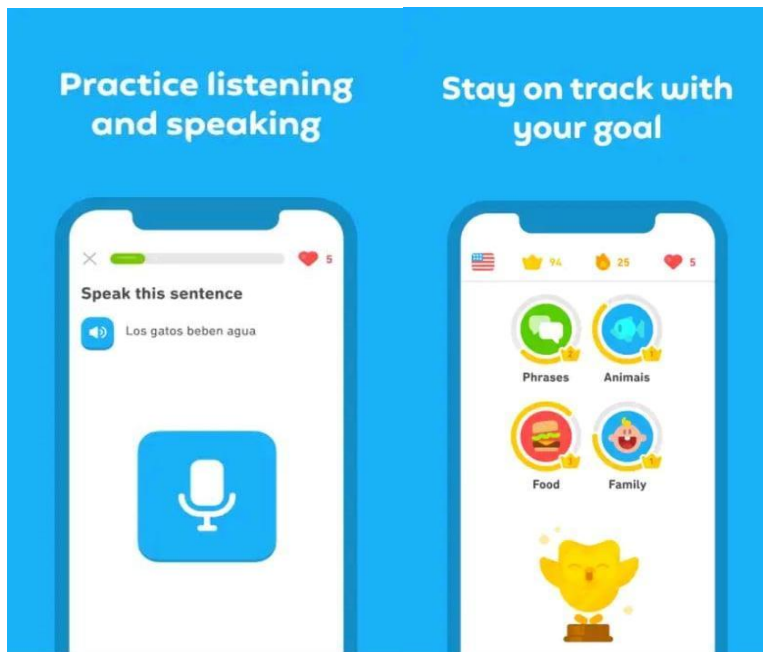 Practice listening
and speaking
5
Speak this sentence
Los gatos beben agua
Stay on track with
your goal
94 25 5
2 1
Phrases Animais
3 1
Food Family